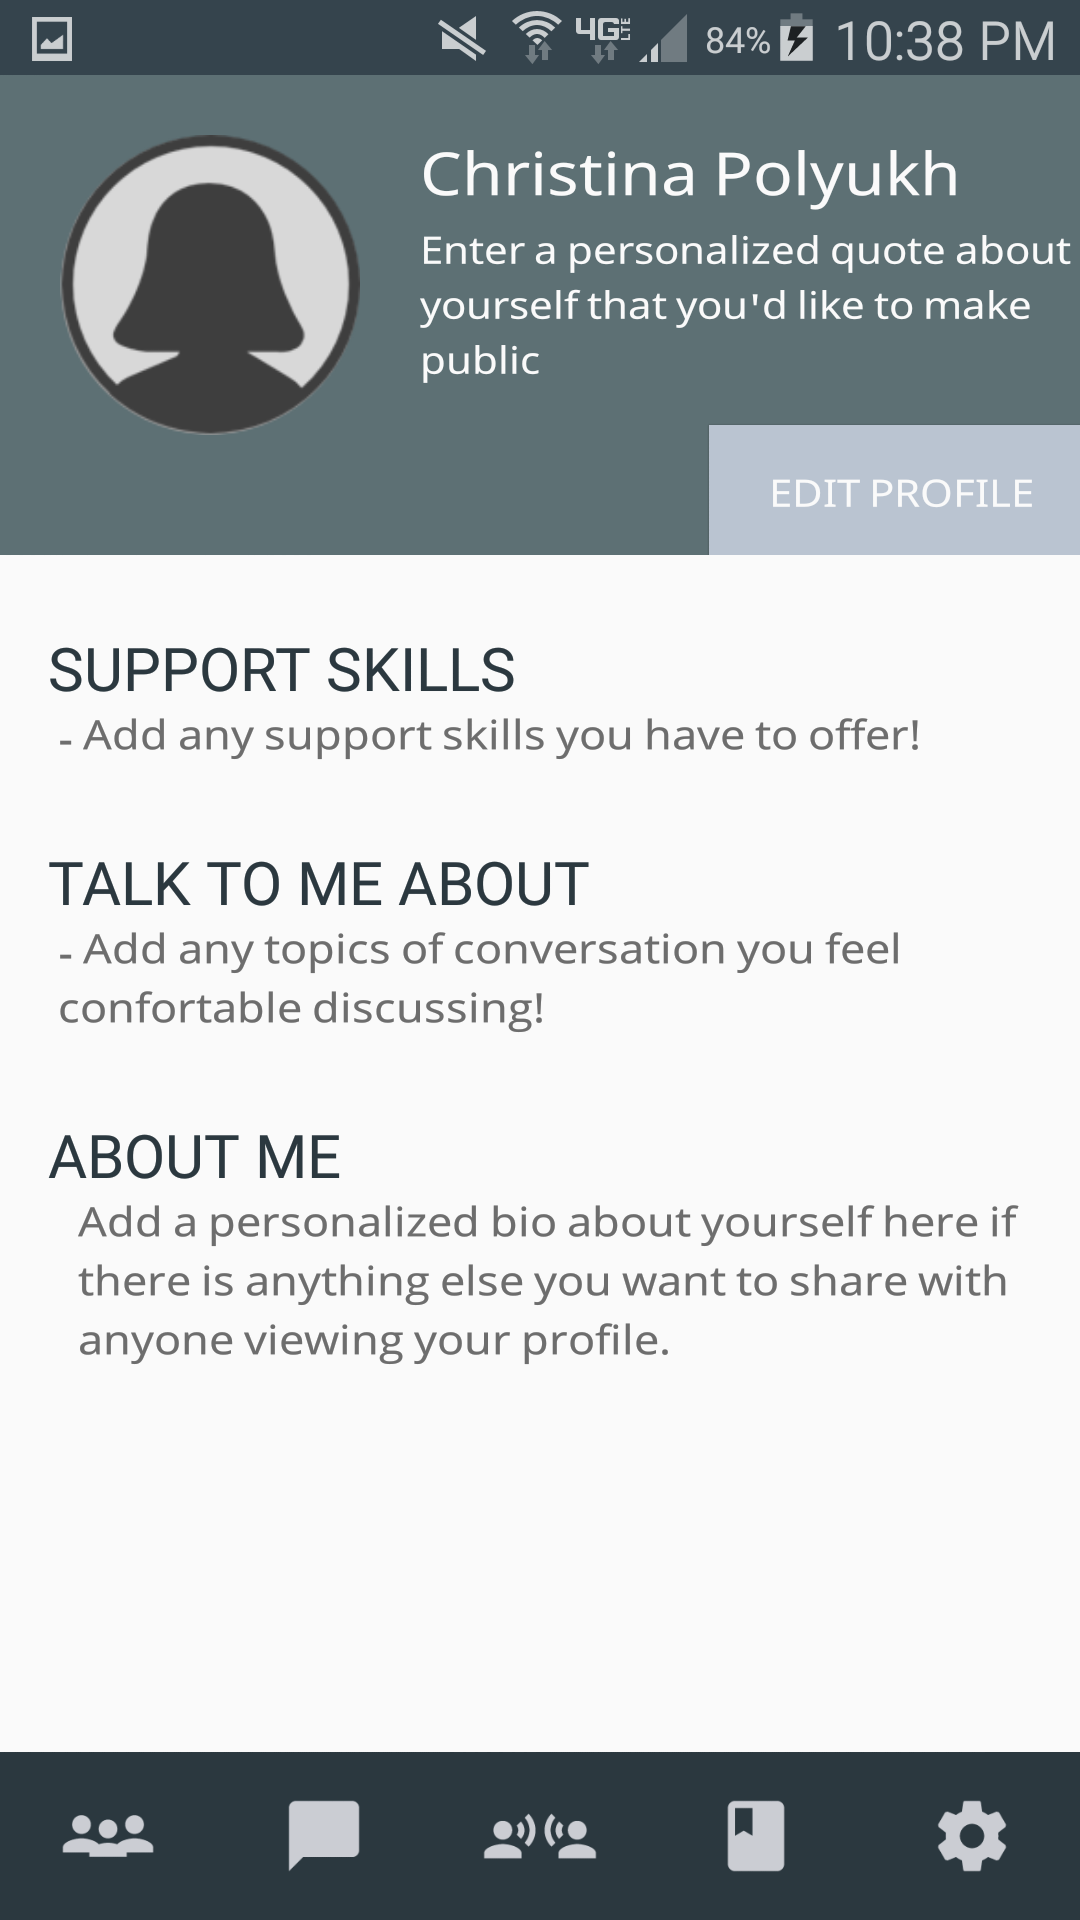 4G LTE 84% 10:38 PM
Christina Polyukh
Enter a personalized quote about
yourself that you'd like to make
public
EDIT PROFILE
SUPPORT SKILLS
- Add any support skills you have to offer!
TALK TO ME ABOUT
- Add any topics of conversation you feel
confortable discussing!
ABOUT ME
Add a personalized bio about yourself here if
there is anything else you want to share with
anyone viewing your profile.